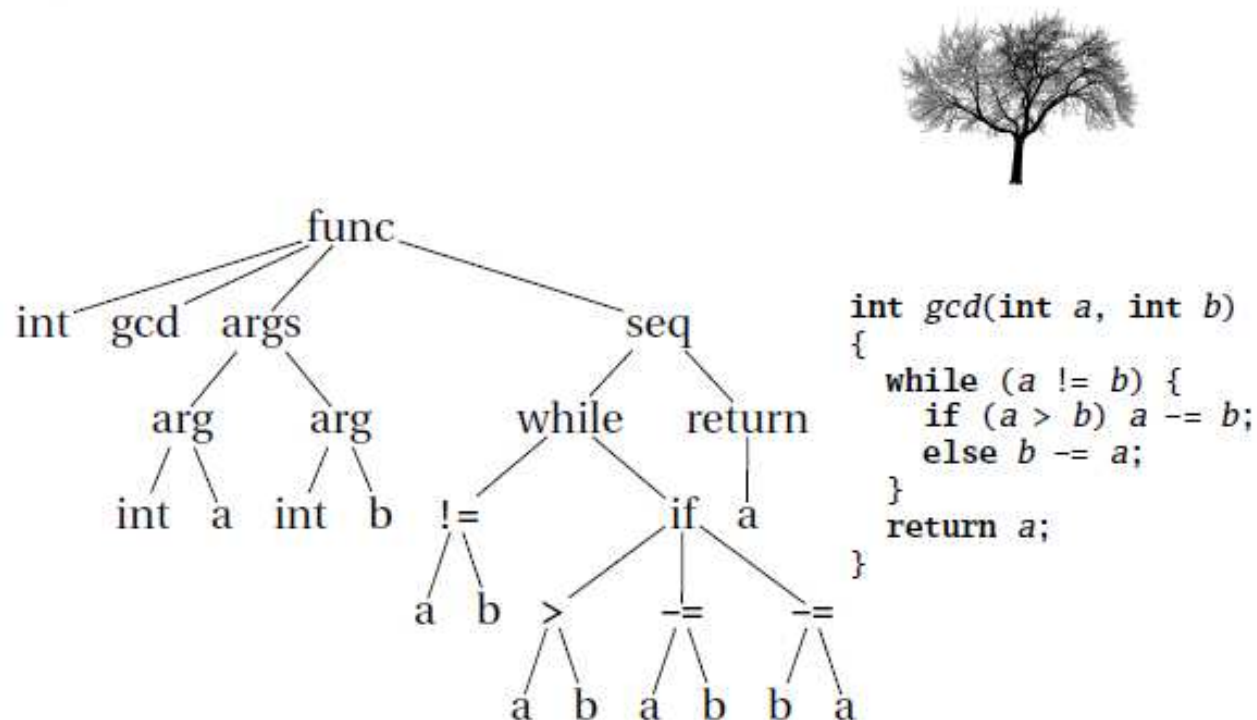 func
int gcd args seq
arg arg while return
int a int b != if a
a b > -= -=
a b a b b a
int gcd(int a, int b)
{
while (a != b) {
if (a > b) a -= b;
else b -= a;
}
return a;
}